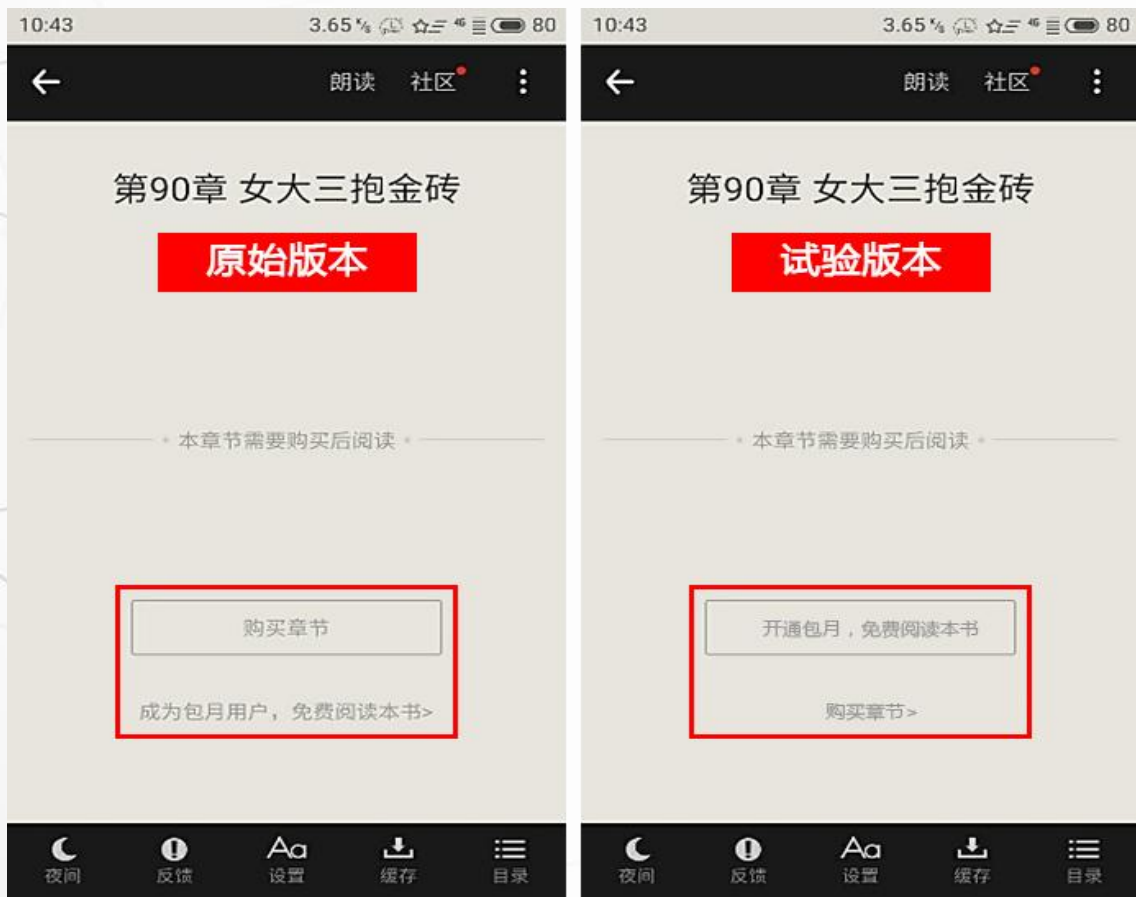 10:43 3.65 K/s 46 80
朗读 社区
第90章 女大三抱金砖
原始版本
本章节需要购买后阅读
购买章节
成为包月用户，免费阅读本书>
夜间 反馈 Aa 设置 缓存 目录
10:43 3.65 K/s 46 80
朗读 社区
第90章 女大三抱金砖
试验版本
本章节需要购买后阅读
开通包月，免费阅读本书
购买章节>
夜间 反馈 Aa 设置 缓存 目录